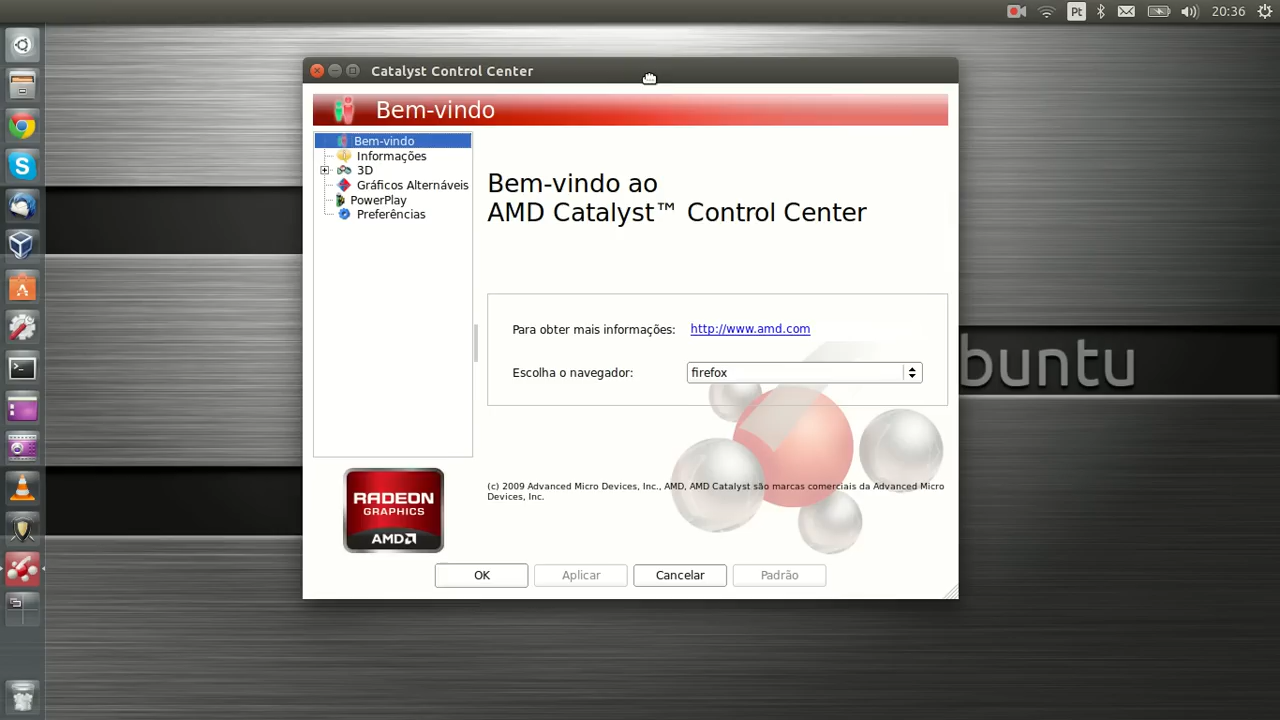 Pt
20:36
Catalyst Control Center
Bem-vindo
Bem-vindo
Informações
3D
Gráficos Alternáveis
PowerPlay
Preferências
Bem-vindo ao
AMD Catalyst™ Control Center
Para obter mais informações: http://www.amd.com
Escolha o navegador: firefox
buntu
(c) 2009 Advanced Micro Devices, Inc., AMD, AMD Catalyst são marcas comerciais da Advanced Micro
Devices, Inc.
RADEON
GRAPHICS
AMD
OK
Aplicar
Cancelar
Padrão